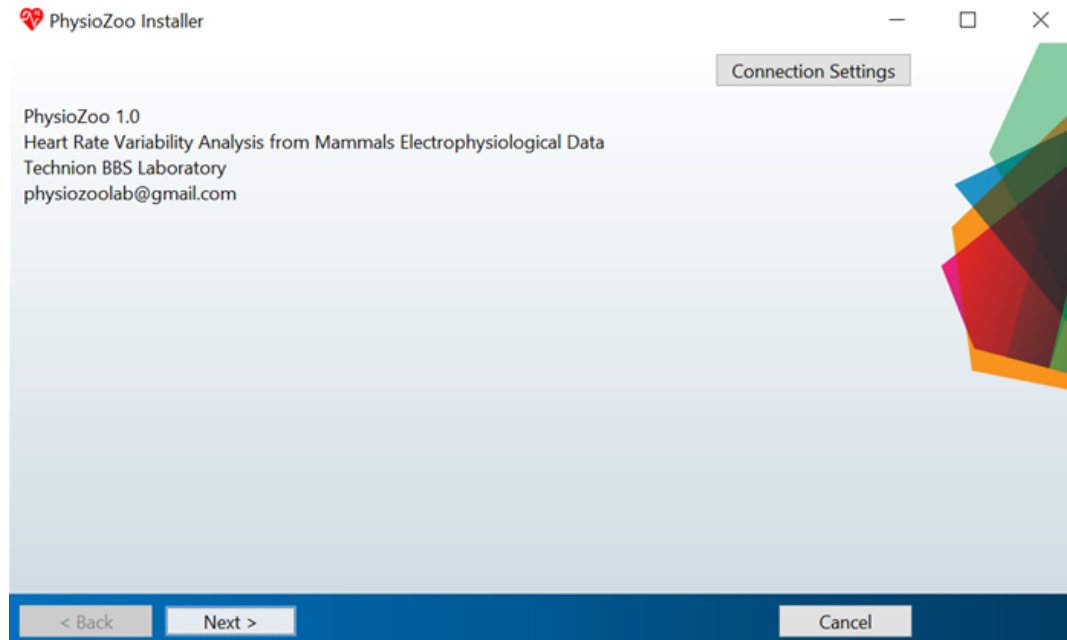 PhysioZoo Installer
Connection Settings
PhysioZoo 1.0
Heart Rate Variability Analysis from Mammals Electrophysiological Data
Technion BBS Laboratory
physiozoolab@gmail.com
< Back
Next >
Cancel